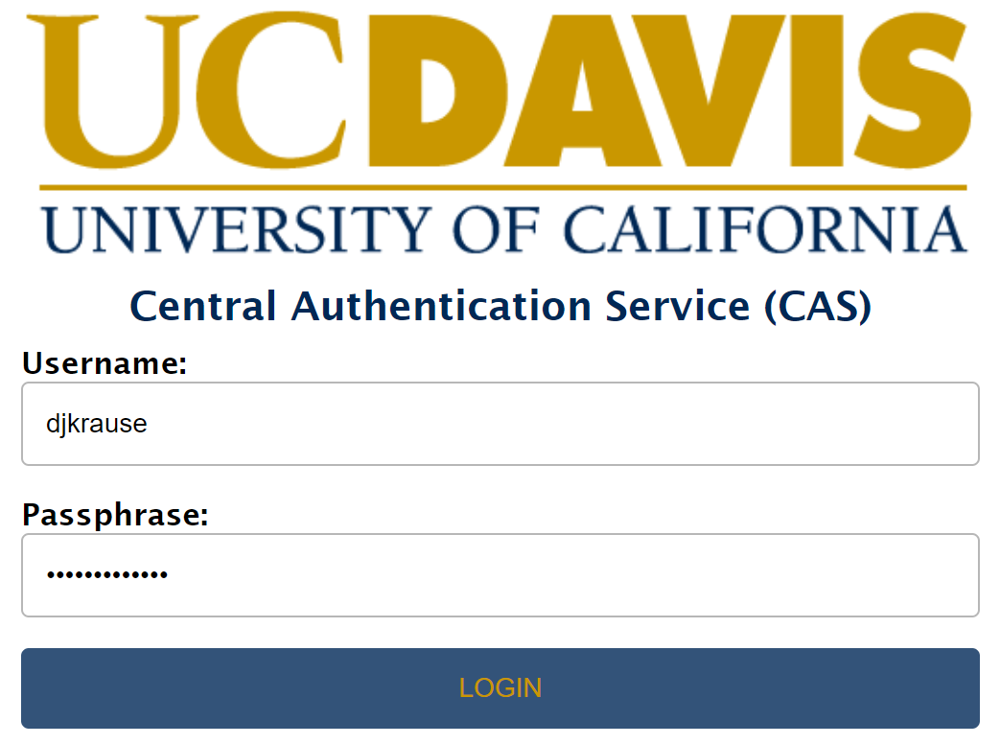 UCDAVIS
UNIVERSITY OF CALIFORNIA
Central Authentication Service (CAS)
Username:
djkrause
Passphrase:
•••••••••••••
LOGIN